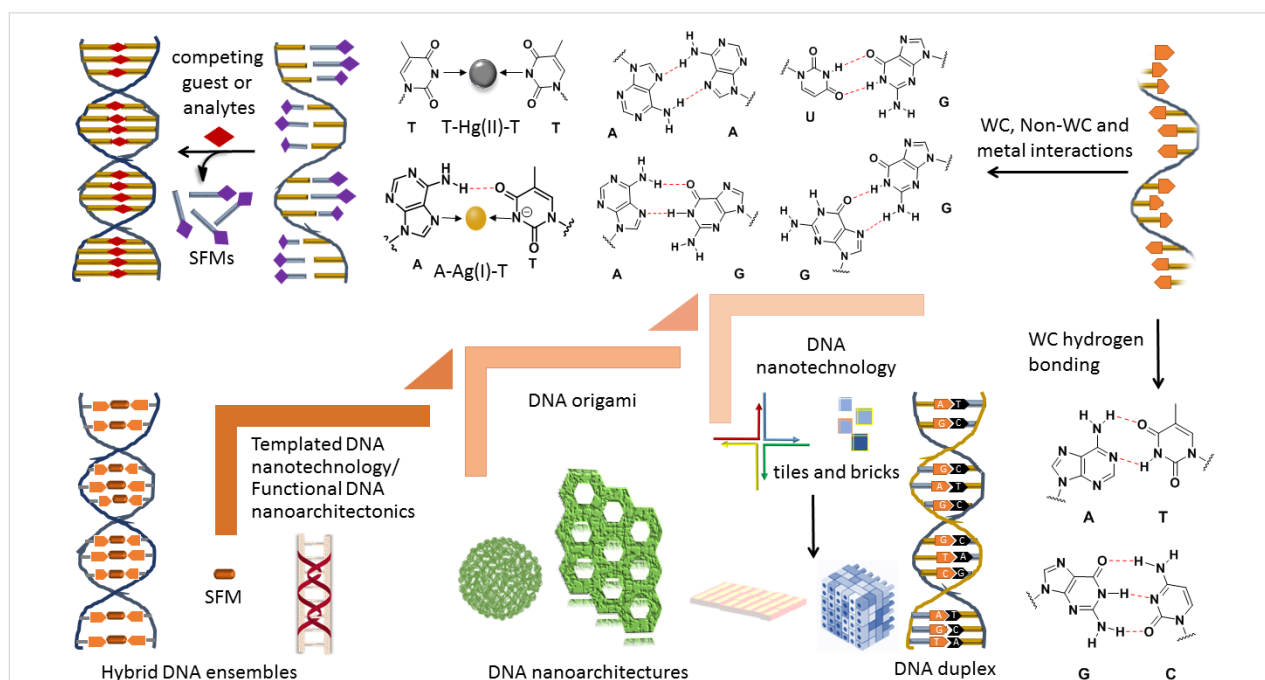 competing
guest or
analytes
SFMs
T
T-Hg(II)-T
T
A
A-Ag(I)-T
T
N
O
N
O
N
O
N
O
A
A
N
N
N
N
N
H
H
N
H
H
N
N
N
N
U
G
O
N
H
N
O
O
N
H
N
N
N
N
H
H
N
H
H
N
N
N
N
O
N
N
O
A
G
N
H
H
N
N
N
N
O
N
H
N
N
N
N
H
H
G
G
O
N
H
N
N
N
N
H
H
O
N
H
N
N
N
N
H
H
WC, Non-WC and
metal interactions
WC hydrogen
bonding
DNA
nanotechnology
DNA origami
Templated DNA
nanotechnology/
Functional DNA
nanoarchitectonics
SFM
tiles and bricks
A T
G C
G C
A T
G C
G C
T A
C G
A T
G C
T A
N
H
H
N
N
N
N
O
N
H
N
O
A
T
O
N
H
N
N
N
N
H
H
H
N
H
N
N
O
G
C
Hybrid DNA ensembles
DNA nanoarchitectures
DNA duplex